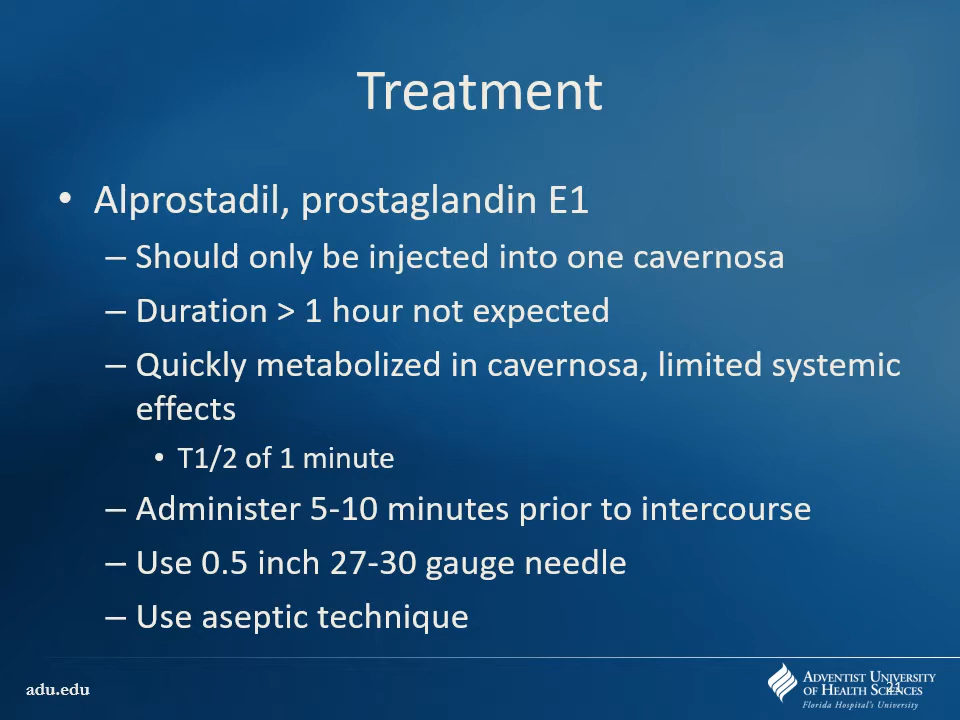 Treatment
• Alprostadil, prostaglandin E1
– Should only be injected into one cavernosa
– Duration > 1 hour not expected
– Quickly metabolized in cavernosa, limited systemic
effects
• T1/2 of 1 minute
– Administer 5-10 minutes prior to intercourse
– Use 0.5 inch 27-30 gauge needle
– Use aseptic technique
adu.edu
ADVENTIST UNIVERSITY
OF HEALTH SCIENCES
21
Florida Hospital's University